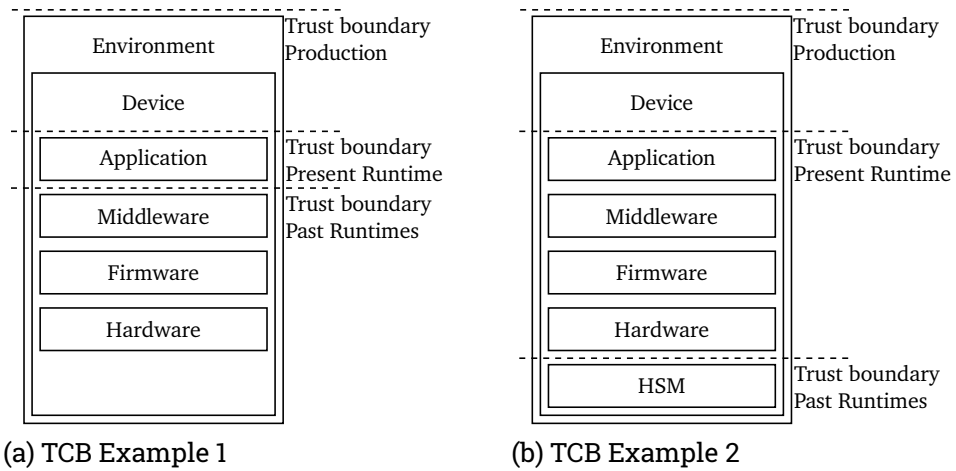 Trust boundary
Production
Environment
Device
Trust boundary
Present Runtime
Application
Trust boundary
Past Runtimes
Middleware
Firmware
Hardware
(a) TCB Example 1
Trust boundary
Production
Environment
Device
Trust boundary
Present Runtime
Application
Middleware
Firmware
Hardware
HSM
Trust boundary
Past Runtimes
(b) TCB Example 2